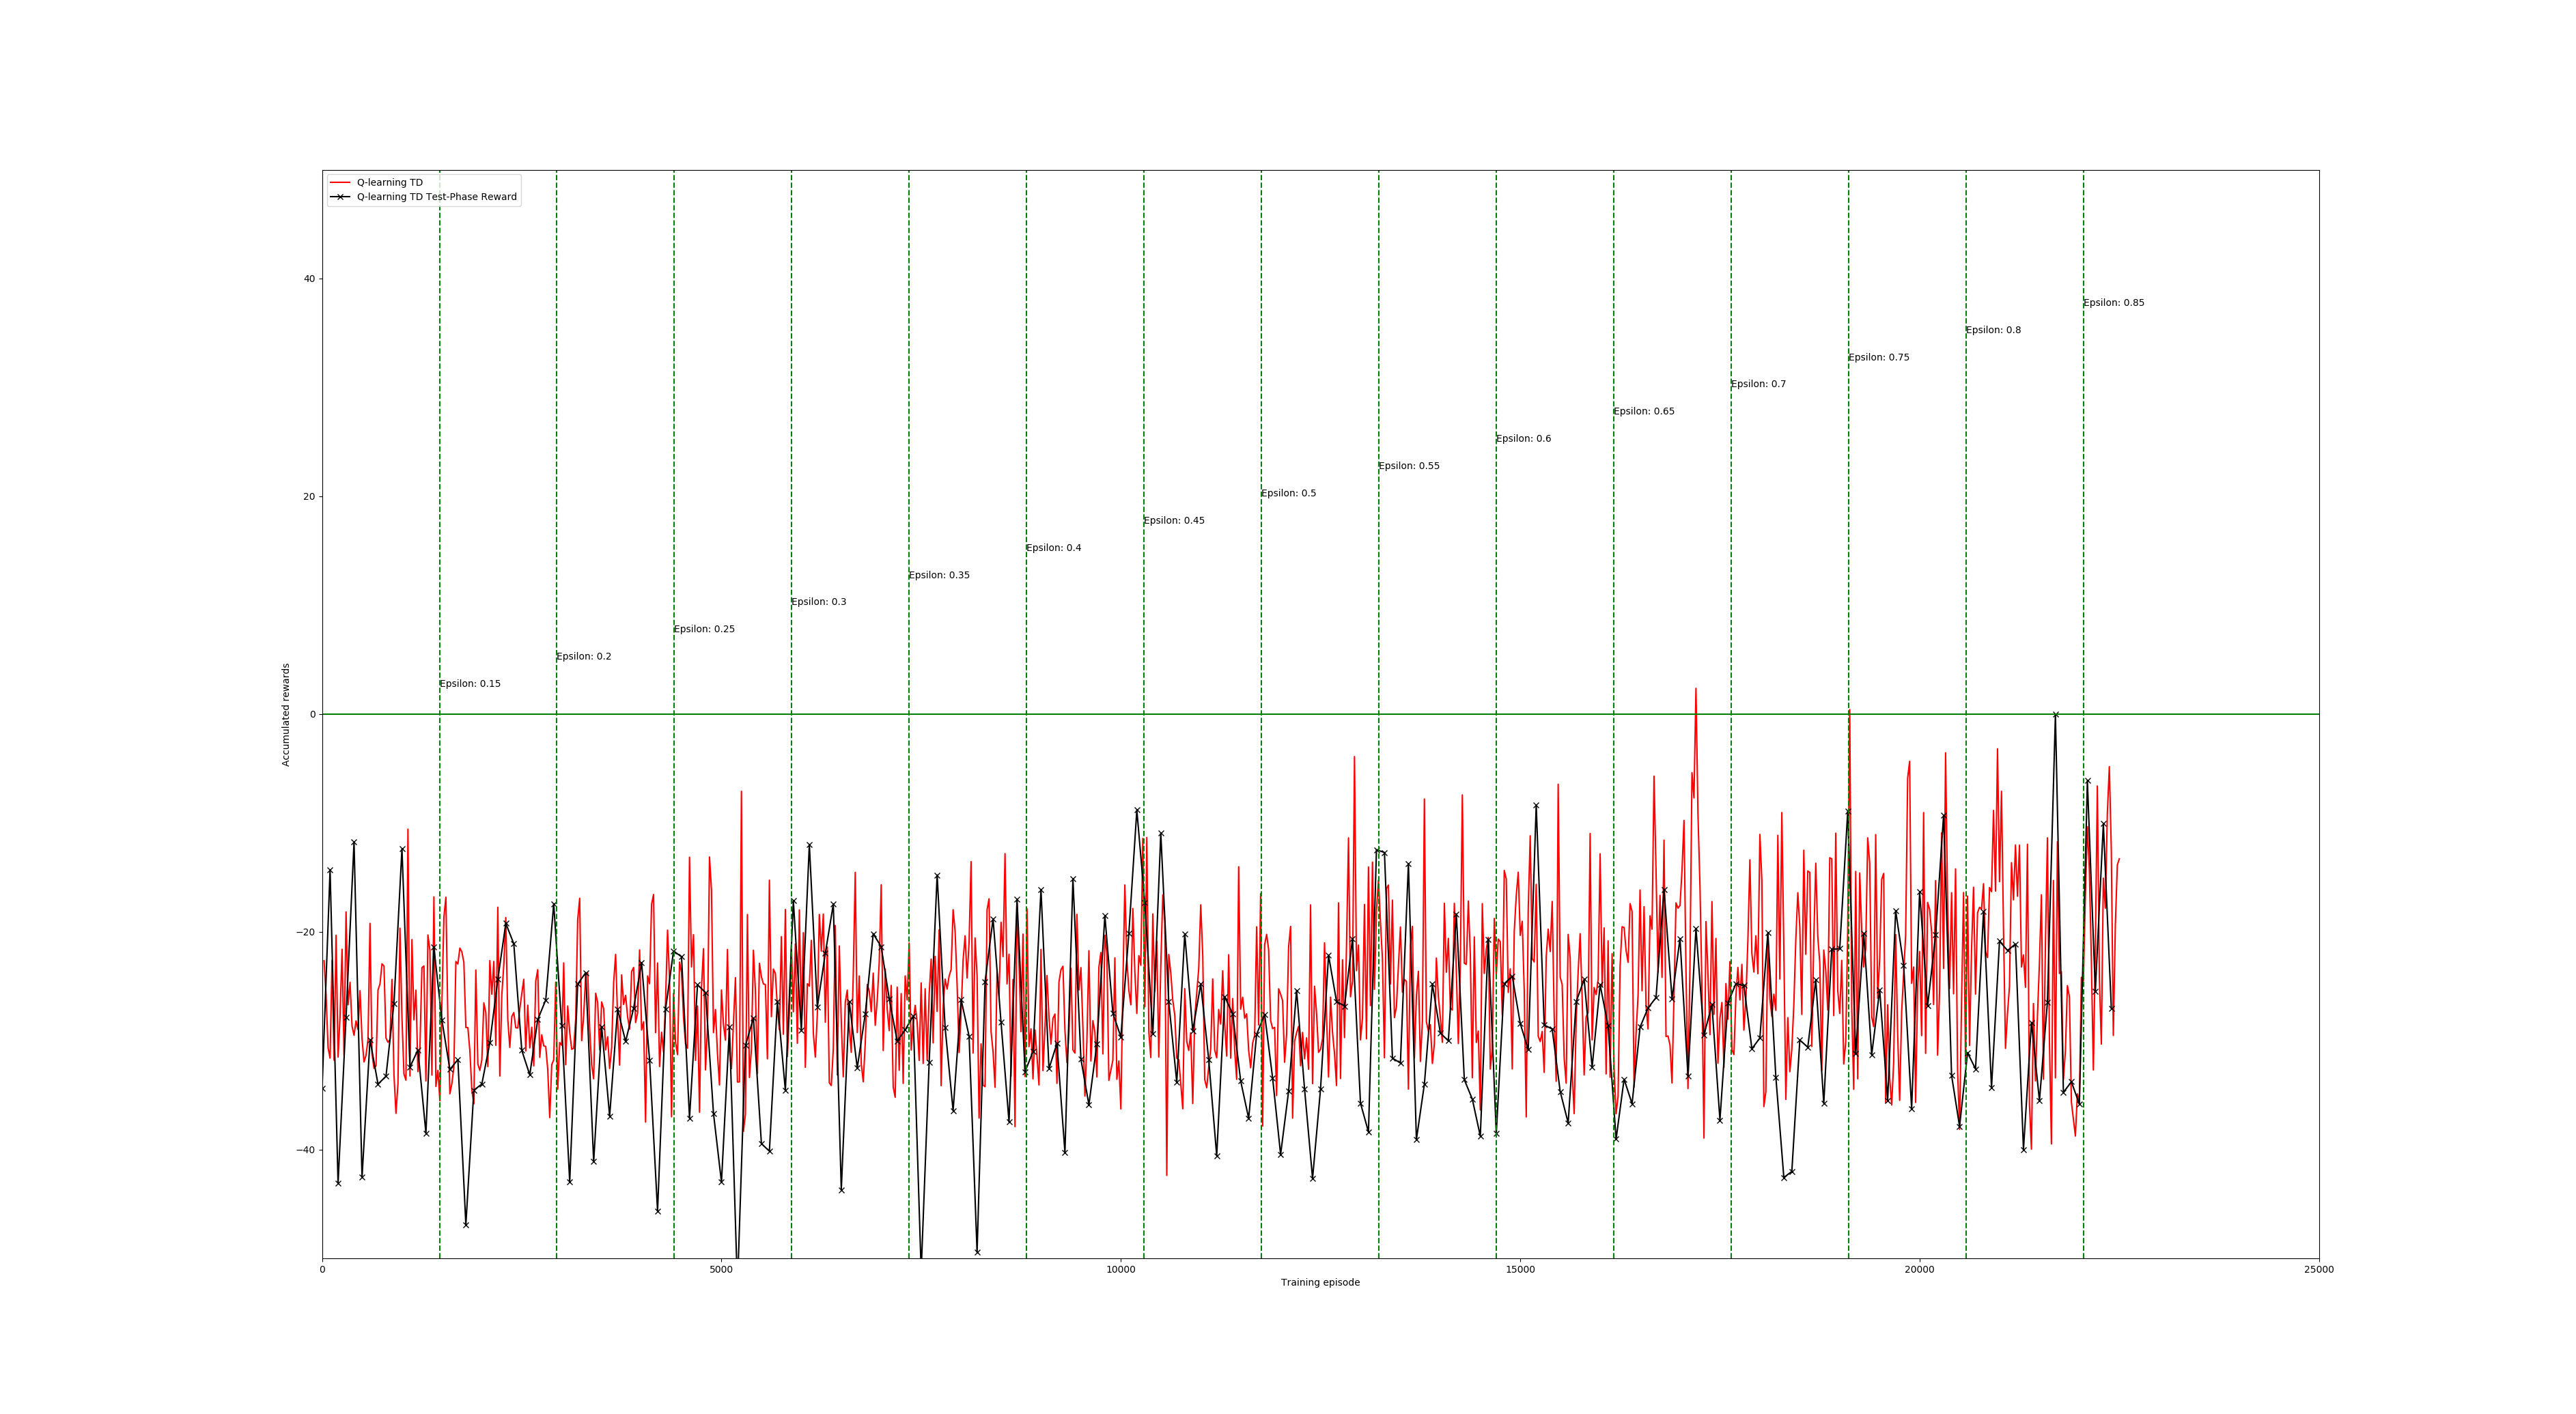 Q-learning TD
Q-learning TD Test-Phase Reward
40
Epsilon: 0.85
Epsilon: 0.8
Epsilon: 0.75
Epsilon: 0.7
Epsilon: 0.65
Epsilon: 0.6
Epsilon: 0.55
20
Epsilon: 0.5
Epsilon: 0.45
Epsilon: 0.4
Epsilon: 0.35
Epsilon: 0.3
Epsilon: 0.25
Epsilon: 0.2
Epsilon: 0.15
0
Accumulated rewards
−20
−40
0 5000 10000 15000 20000 25000
Training episode